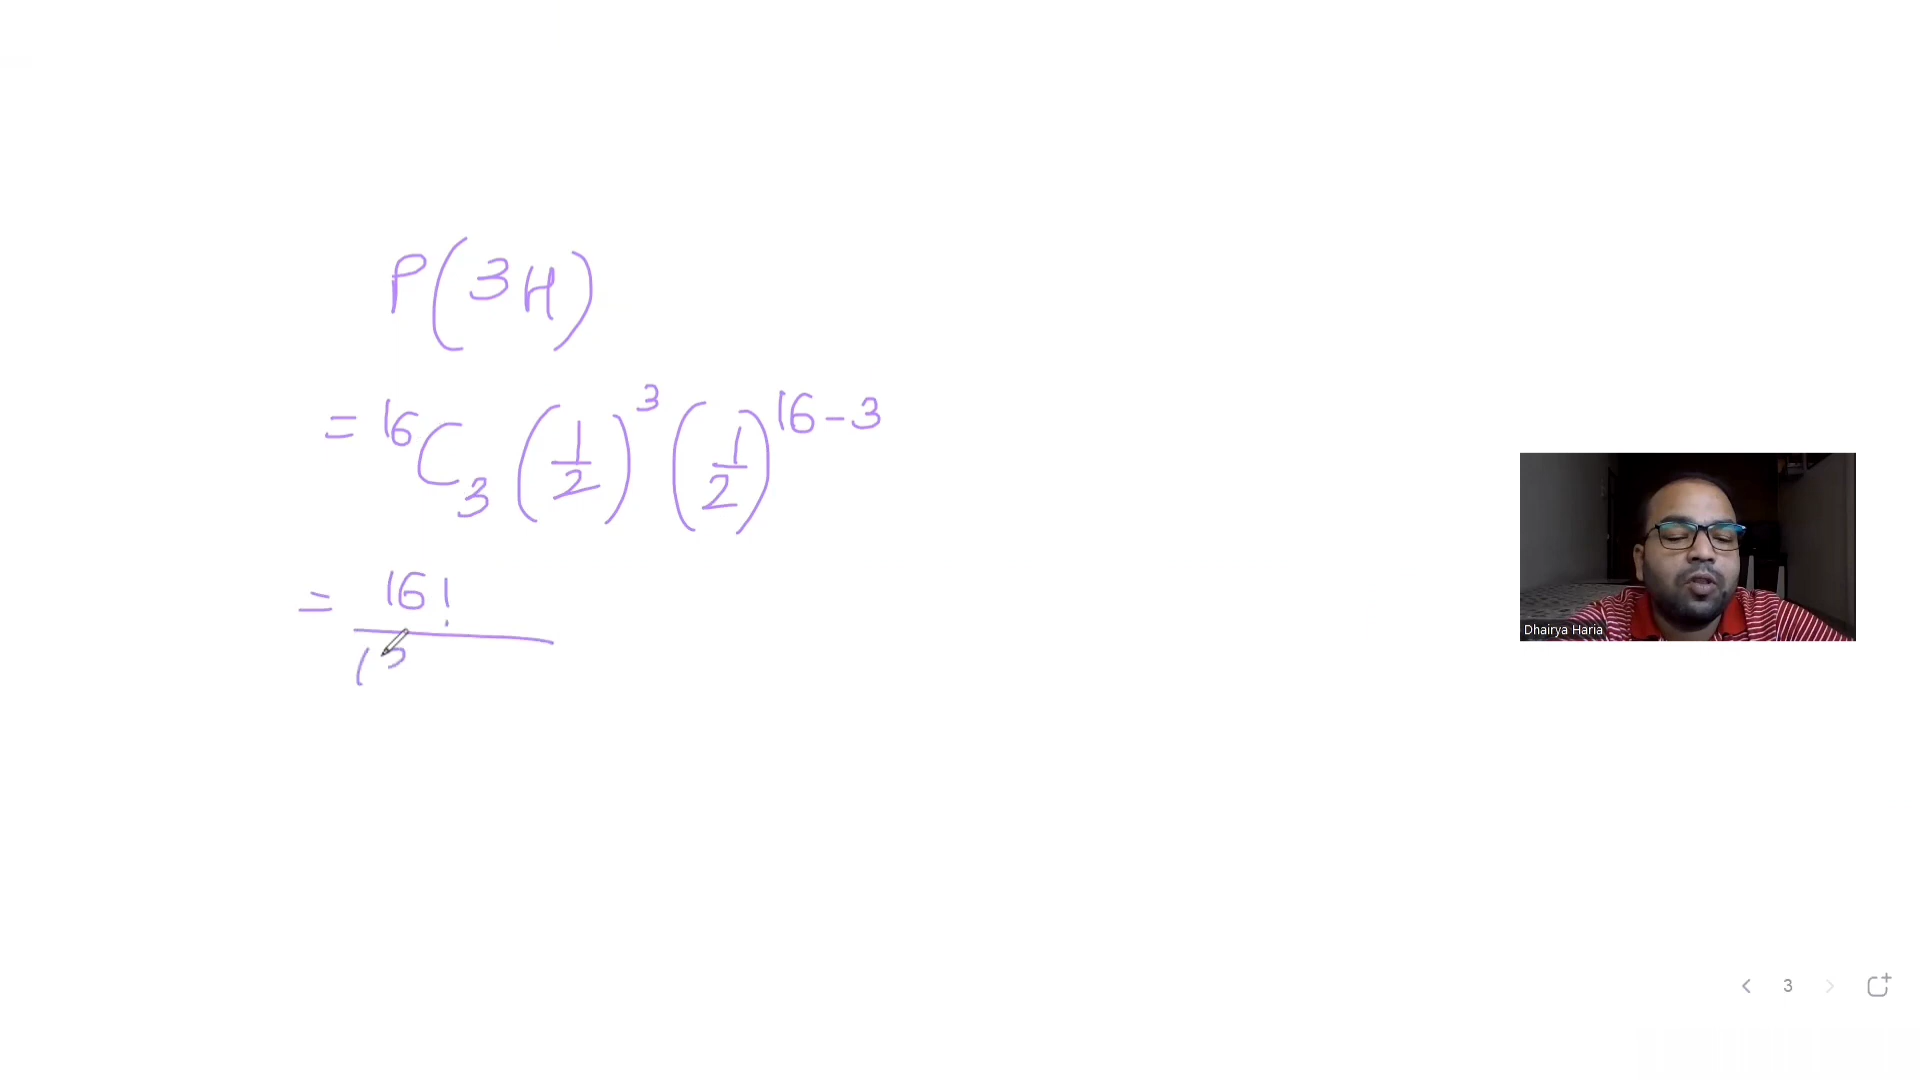 P(3H)
= ¹⁶C₃ (1/2)³ (1/2)¹⁶⁻³
= 16!
Dhairya Haria
3